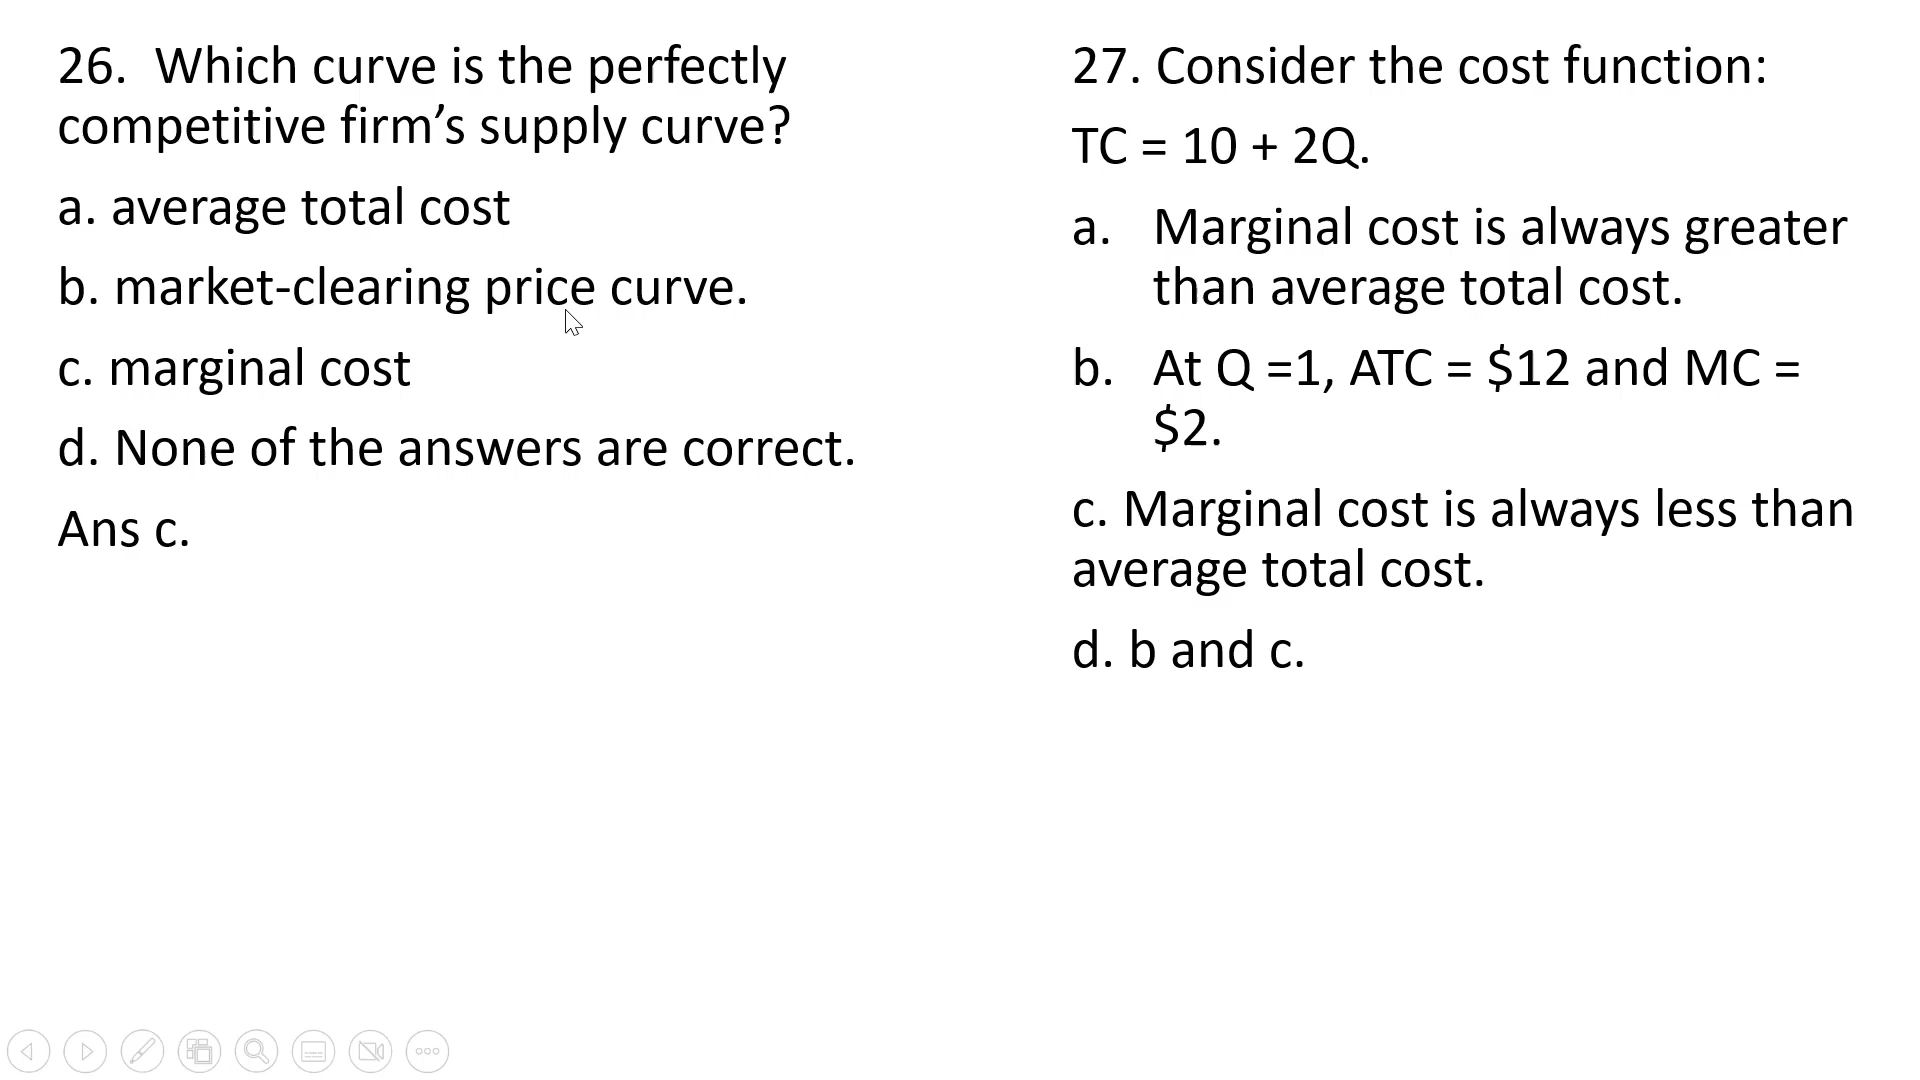 26.  Which curve is the perfectly
competitive firm’s supply curve?
a. average total cost
b. market-clearing price curve.
c. marginal cost
d. None of the answers are correct.
Ans c.
27. Consider the cost function:
TC = 10 + 2Q.
a. Marginal cost is always greater
than average total cost.
b. At Q =1, ATC = $12 and MC =
$2.
c. Marginal cost is always less than
average total cost.
d. b and c.